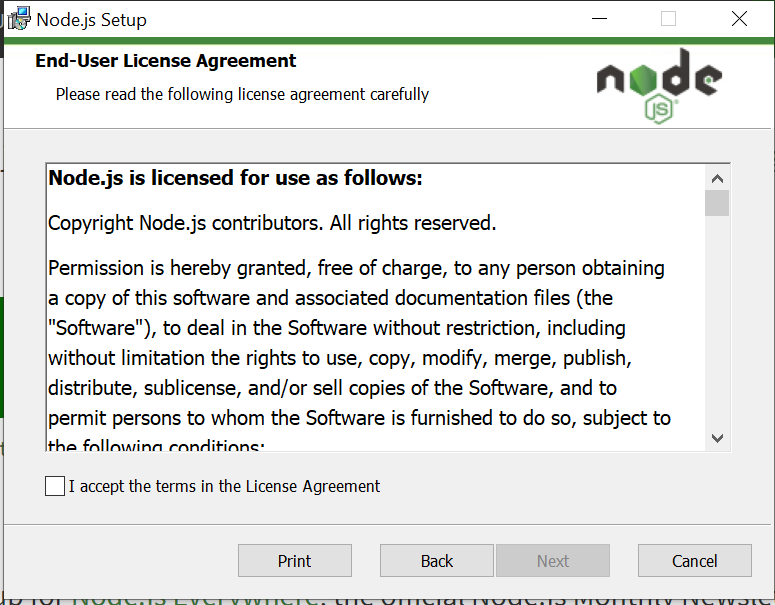 Node.js Setup
End-User License Agreement
Please read the following license agreement carefully
node
JS
Node.js is licensed for use as follows:
Copyright Node.js contributors. All rights reserved.
Permission is hereby granted, free of charge, to any person obtaining
a copy of this software and associated documentation files (the
"Software"), to deal in the Software without restriction, including
without limitation the rights to use, copy, modify, merge, publish,
distribute, sublicense, and/or sell copies of the Software, and to
permit persons to whom the Software is furnished to do so, subject to
the following conditions:
I accept the terms in the License Agreement
Print
Back
Next
Cancel
for Node.js Everywhere, the official Node.js Monthly